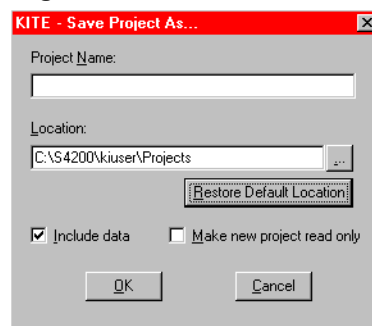 KITE - Save Project As...
Project Name:
Location:
C:\S4200\kiuser\Projects
...
Restore Default Location
Include data Make new project read only
OK Cancel